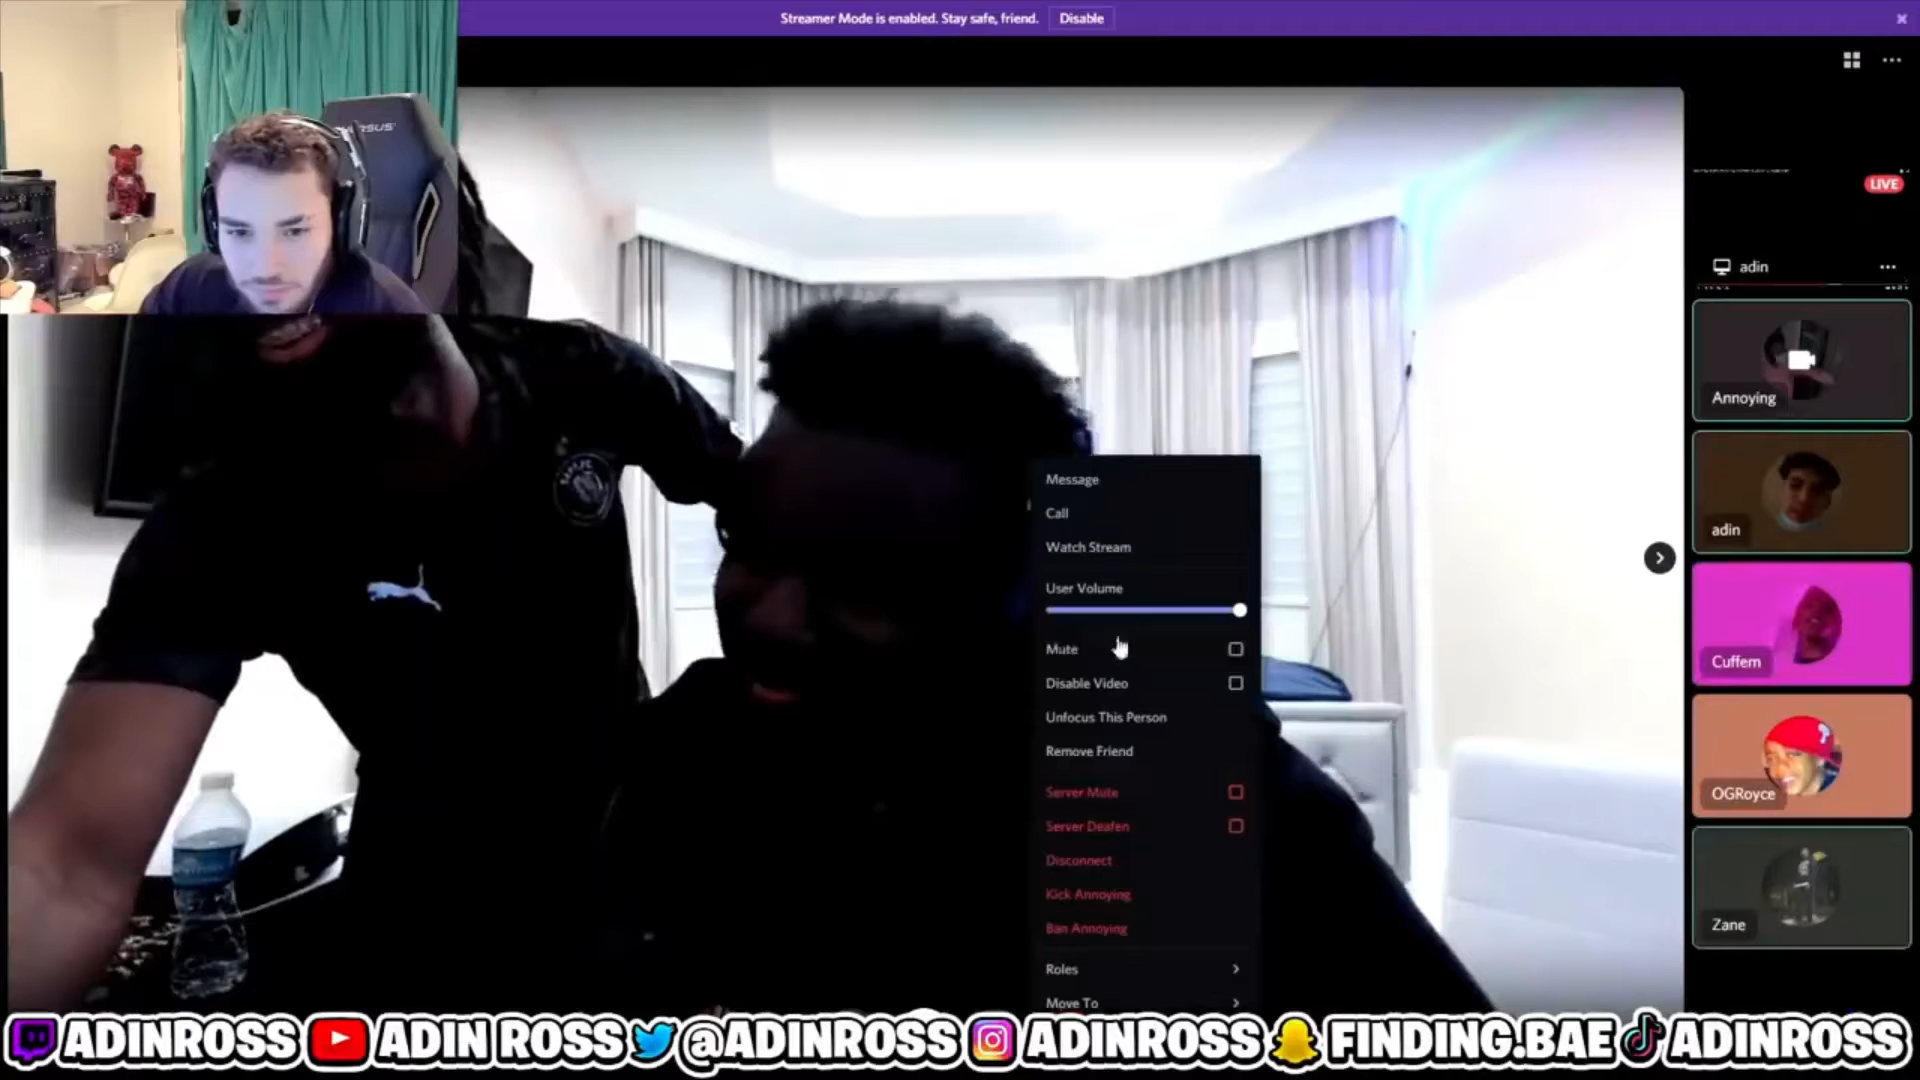 Streamer Mode is enabled. Stay safe, friend. Disable
LIVE
adin
Annoying
adin
Cuffem
OGRoyce
Zane
Message
Call
Watch Stream
User Volume
Mute
Disable Video
Unfocus This Person
Remove Friend
Server Mute
Server Deafen
Disconnect
Kick Annoying
Ban Annoying
Roles
Move To
ADINROSS ADIN ROSS @ADINROSS ADINROSS FINDING.BAE ADINROSS